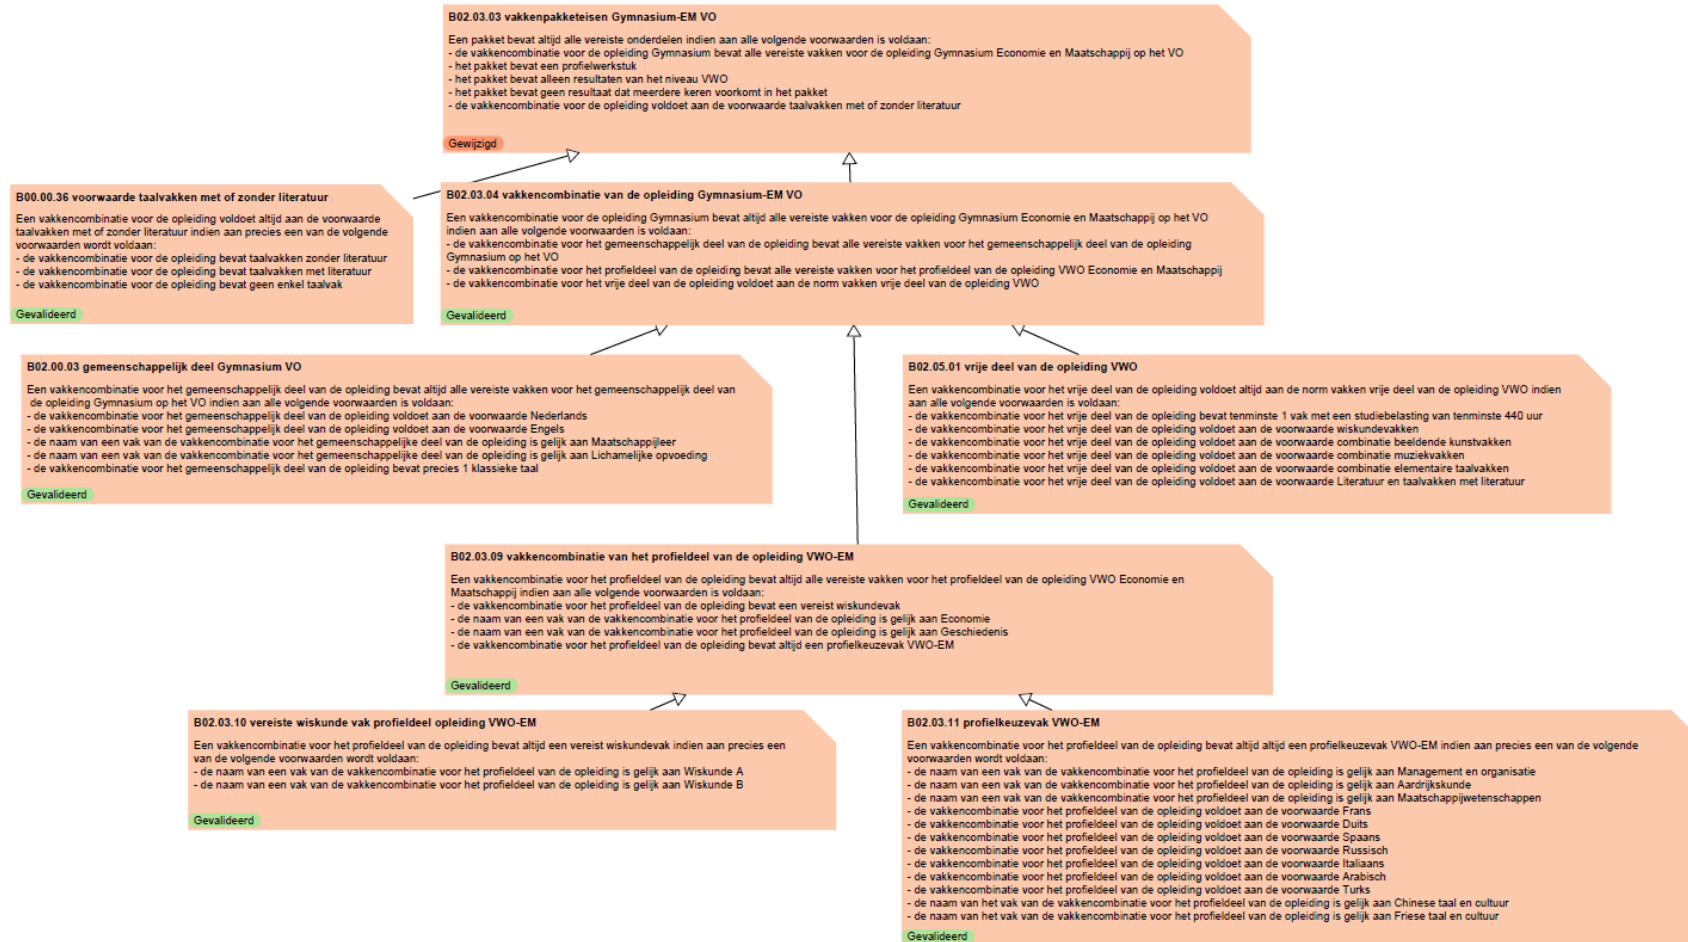 B02.03.03 vakkenpakketeisen Gymnasium-EM VO
Een pakket bevat altijd alle vereiste onderdelen indien aan alle volgende voorwaarden is voldaan:
- de vakkencombinatie voor de opleiding Gymnasium bevat alle vereiste vakken voor de opleiding Gymnasium Economie en Maatschappij op het VO
- het pakket bevat een profielwerkstuk
- het pakket bevat alleen resultaten van het niveau VWO
- het pakket bevat geen resultaat dat meerdere keren voorkomt in het pakket
- de vakkencombinatie voor de opleiding voldoet aan de voorwaarde taalvakken met of zonder literatuur
Gewijzigd
B00.00.36 voorwaarde taalvakken met of zonder literatuur
Een vakkencombinatie voor de opleiding voldoet altijd aan de voorwaarde
taalvakken met of zonder literatuur indien aan precies een van de volgende
voorwaarden wordt voldaan:
- de vakkencombinatie voor de opleiding bevat taalvakken zonder literatuur
- de vakkencombinatie voor de opleiding bevat taalvakken met literatuur
- de vakkencombinatie voor de opleiding bevat geen enkel taalvak
Gevalideerd
B02.03.04 vakkencombinatie van de opleiding Gymnasium-EM VO
Een vakkencombinatie voor de opleiding Gymnasium bevat altijd alle vereiste vakken voor de opleiding Gymnasium Economie en Maatschappij op het VO
indien aan alle volgende voorwaarden is voldaan:
- de vakkencombinatie voor het gemeenschappelijk deel van de opleiding bevat alle vereiste vakken voor het gemeenschappelijk deel van de opleiding
Gymnasium op het VO
- de vakkencombinatie voor het profieldeel van de opleiding bevat alle vereiste vakken voor het profieldeel van de opleiding VWO Economie en Maatschappij
- de vakkencombinatie voor het vrije deel van de opleiding voldoet aan de norm vakken vrije deel van de opleiding VWO
Gevalideerd
B02.00.03 gemeenschappelijk deel Gymnasium VO
Een vakkencombinatie voor het gemeenschappelijk deel van de opleiding bevat altijd alle vereiste vakken voor het gemeenschappelijk deel van
de opleiding Gymnasium op het VO indien aan alle volgende voorwaarden is voldaan:
- de vakkencombinatie voor het gemeenschappelijk deel van de opleiding voldoet aan de voorwaarde Nederlands
- de vakkencombinatie voor het gemeenschappelijk deel van de opleiding voldoet aan de voorwaarde Engels
- de naam van een vak van de vakkencombinatie voor het gemeenschappelijke deel van de opleiding is gelijk aan Maatschappijleer
- de naam van een vak van de vakkencombinatie voor het gemeenschappelijke deel van de opleiding is gelijk aan Lichamelijke opvoeding
- de vakkencombinatie voor het gemeenschappelijk deel van de opleiding bevat precies 1 klassieke taal
Gevalideerd
B02.05.01 vrije deel van de opleiding VWO
Een vakkencombinatie voor het vrije deel van de opleiding voldoet altijd aan de norm vakken vrije deel van de opleiding VWO indien
aan alle volgende voorwaarden is voldaan:
- de vakkencombinatie voor het vrije deel van de opleiding bevat tenminste 1 vak met een studiebelasting van tenminste 440 uur
- de vakkencombinatie voor het vrije deel van de opleiding voldoet aan de voorwaarde wiskundevakken
- de vakkencombinatie voor het vrije deel van de opleiding voldoet aan de voorwaarde combinatie beeldende kunstvakken
- de vakkencombinatie voor het vrije deel van de opleiding voldoet aan de voorwaarde combinatie muziekvakken
- de vakkencombinatie voor het vrije deel van de opleiding voldoet aan de voorwaarde combinatie elementaire taalvakken
- de vakkencombinatie voor het vrije deel van de opleiding voldoet aan de voorwaarde Literatuur en taalvakken met literatuur
Gevalideerd
B02.03.09 vakkencombinatie van het profieldeel van de opleiding VWO-EM
Een vakkencombinatie voor het profieldeel van de opleiding bevat altijd alle vereiste vakken voor het profieldeel van de opleiding VWO Economie en
Maatschappij indien aan alle volgende voorwaarden is voldaan:
- de vakkencombinatie voor het profieldeel van de opleiding bevat een vereist wiskundevak
- de naam van een vak van de vakkencombinatie voor het profieldeel van de opleiding is gelijk aan Economie
- de naam van een vak van de vakkencombinatie voor het profieldeel van de opleiding is gelijk aan Geschiedenis
- de vakkencombinatie voor het profieldeel van de opleiding bevat altijd een profielkeuzevak VWO-EM
Gevalideerd
B02.03.10 vereiste wiskunde vak profieldeel opleiding VWO-EM
Een vakkencombinatie voor het profieldeel van de opleiding bevat altijd een vereist wiskundevak indien aan precies een
van de volgende voorwaarden wordt voldaan:
- de naam van een vak van de vakkencombinatie voor het profieldeel van de opleiding is gelijk aan Wiskunde A
- de naam van een vak van de vakkencombinatie voor het profieldeel van de opleiding is gelijk aan Wiskunde B
Gevalideerd
B02.03.11 profielkeuzevak VWO-EM
Een vakkencombinatie voor het profieldeel van de opleiding bevat altijd altijd een profielkeuzevak VWO-EM indien aan precies een van de volgende
voorwaarden wordt voldaan:
- de naam van een vak van de vakkencombinatie voor het profieldeel van de opleiding is gelijk aan Management en organisatie
- de naam van een vak van de vakkencombinatie voor het profieldeel van de opleiding is gelijk aan Aardrijkskunde
- de naam van een vak van de vakkencombinatie voor het profieldeel van de opleiding is gelijk aan Maatschappijwetenschappen
- de vakkencombinatie voor het profieldeel van de opleiding voldoet aan de voorwaarde Frans
- de vakkencombinatie voor het profieldeel van de opleiding voldoet aan de voorwaarde Duits
- de vakkencombinatie voor het profieldeel van de opleiding voldoet aan de voorwaarde Spaans
- de vakkencombinatie voor het profieldeel van de opleiding voldoet aan de voorwaarde Russisch
- de vakkencombinatie voor het profieldeel van de opleiding voldoet aan de voorwaarde Italiaans
- de vakkencombinatie voor het profieldeel van de opleiding voldoet aan de voorwaarde Arabisch
- de vakkencombinatie voor het profieldeel van de opleiding voldoet aan de voorwaarde Turks
- de naam van het vak van de vakkencombinatie voor het profieldeel van de opleiding is gelijk aan Chinese taal en cultuur
- de naam van het vak van de vakkencombinatie voor het profieldeel van de opleiding is gelijk aan Friese taal en cultuur
Gevalideerd